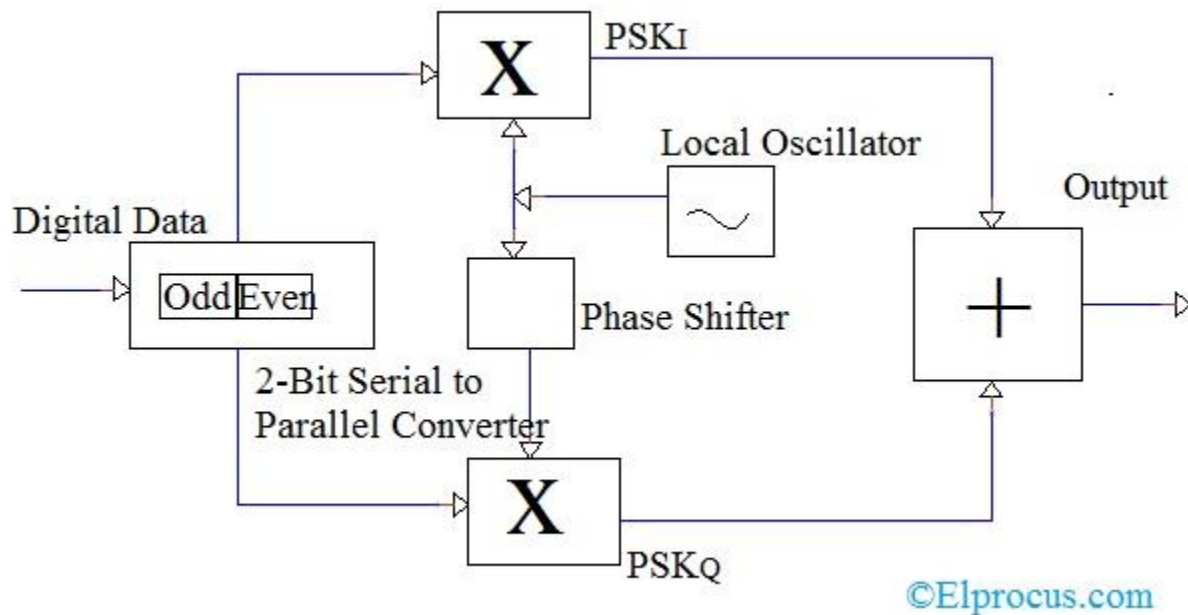 PSKI
X
Local Oscillator
Output
Digital Data
Odd Even
+
Phase Shifter
2-Bit Serial to
Parallel Converter
X
PSKQ
©Elprocus.com